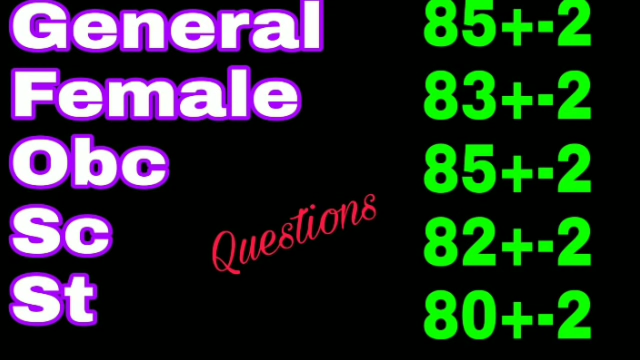 General 85+-2
Female 83+-2
Obc 85+-2
Sc 82+-2
Questions
St 80+-2